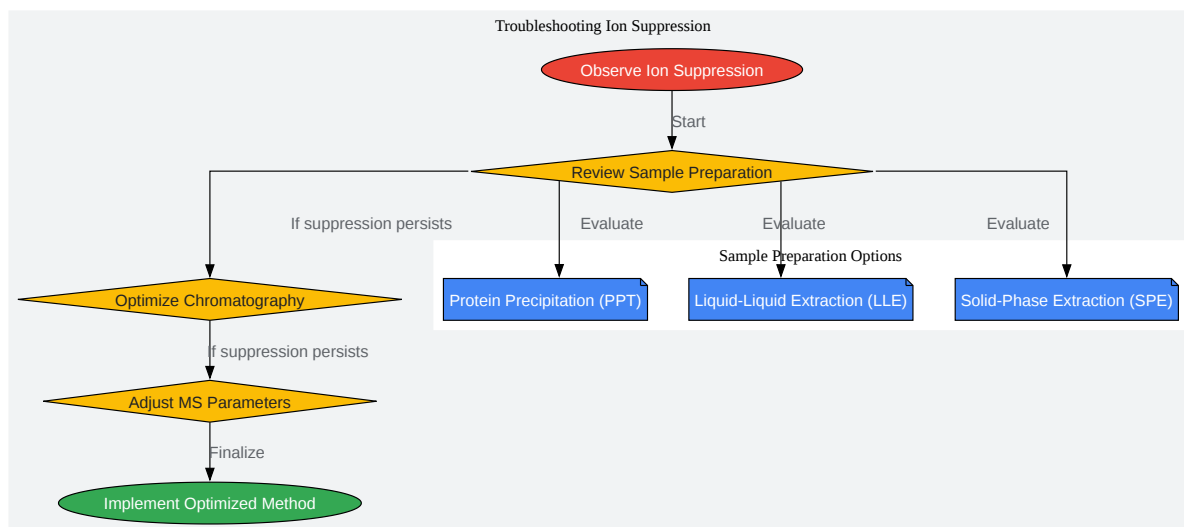 Troubleshooting Ion Suppression
Observe Ion Suppression
Start
Review Sample Preparation
If suppression persists
Evaluate
Evaluate
Evaluate
Sample Preparation Options
Optimize Chromatography
Protein Precipitation (PPT)
Liquid-Liquid Extraction (LLE)
Solid-Phase Extraction (SPE)
If suppression persists
Adjust MS Parameters
Finalize
Implement Optimized Method